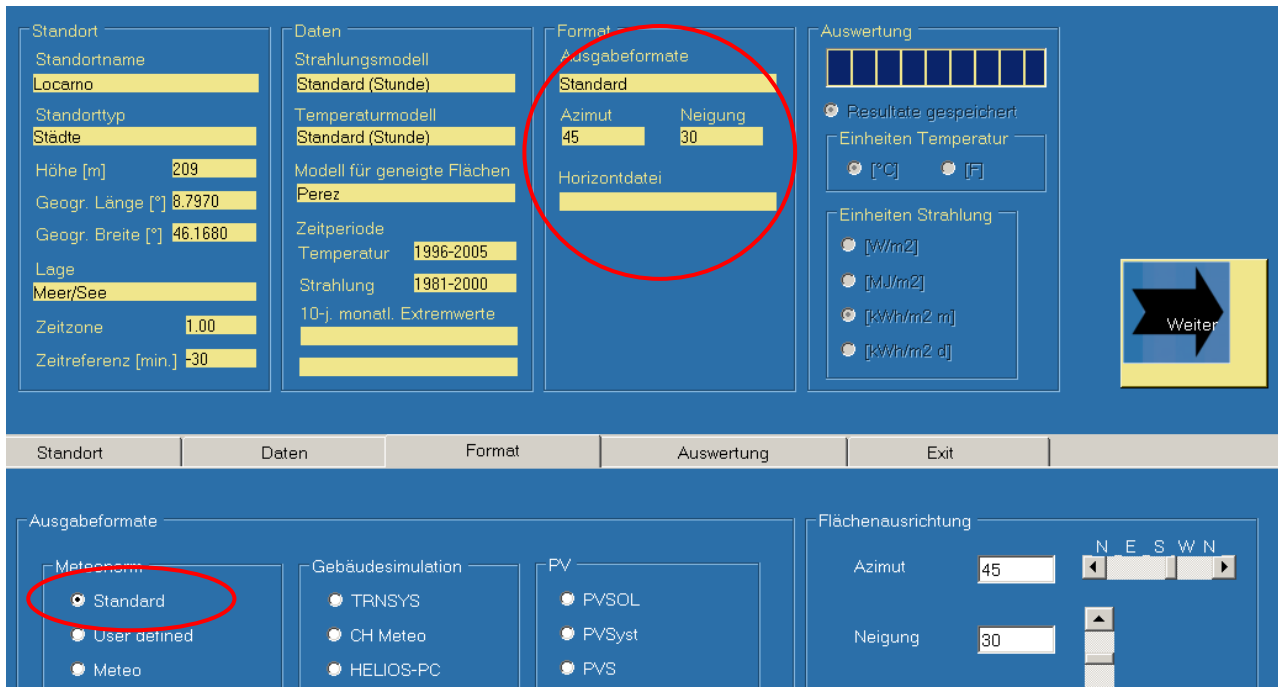 Standort
Standortname
Locarno
Standorttyp
Städte
Höhe [m] 209
Geogr. Länge [°] 8.7970
Geogr. Breite [°] 46.1680
Lage
Meer/See
Zeitzone 1.00
Zeitreferenz [min.] -30
Daten
Strahlungsmodell
Standard (Stunde)
Temperaturmodell
Standard (Stunde)
Modell für geneigte Flächen
Perez
Zeitperiode
Temperatur 1996-2005
Strahlung 1981-2000
10-j. monatl. Extremwerte
Format
Ausgabeformate
Standard
Azimut Neigung
45 30
Horizontdatei
Auswertung
Resultate gespeichert
Einheiten Temperatur
[°C] [F]
Einheiten Strahlung
[W/m2]
[MJ/m2]
[kWh/m2 m]
[kWh/m2 d]
Weiter
Standort Daten Format Auswertung Exit
Ausgabeformate
Meteonorm
Standard
User defined
Meteo
Gebäudesimulation
TRNSYS
CH Meteo
HELIOS-PC
PV
PVSOL
PVSyst
PVS
Flächenausrichtung
N E S W N
Azimut 45
Neigung 30